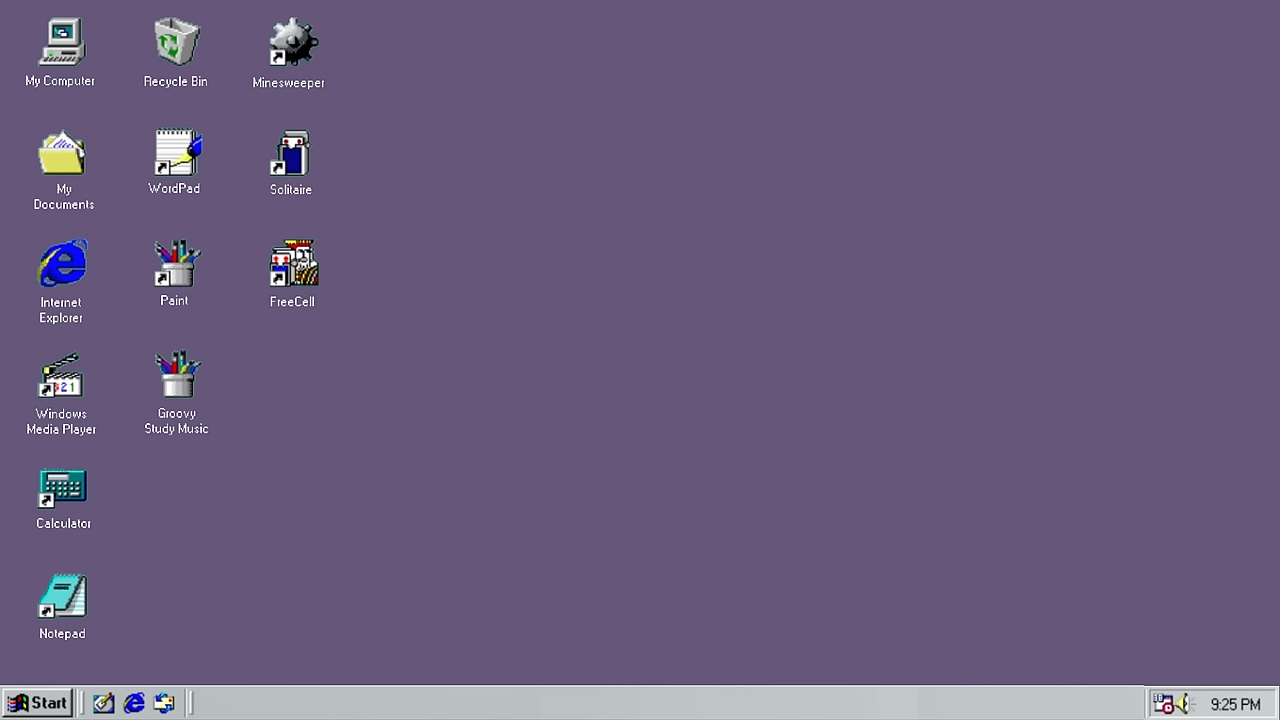 My Computer
Recycle Bin
Minesweeper
My
Documents
WordPad
Solitaire
Internet
Explorer
Paint
FreeCell
Windows
Media Player
Groovy
Study Music
Calculator
Notepad
Start
9:25 PM